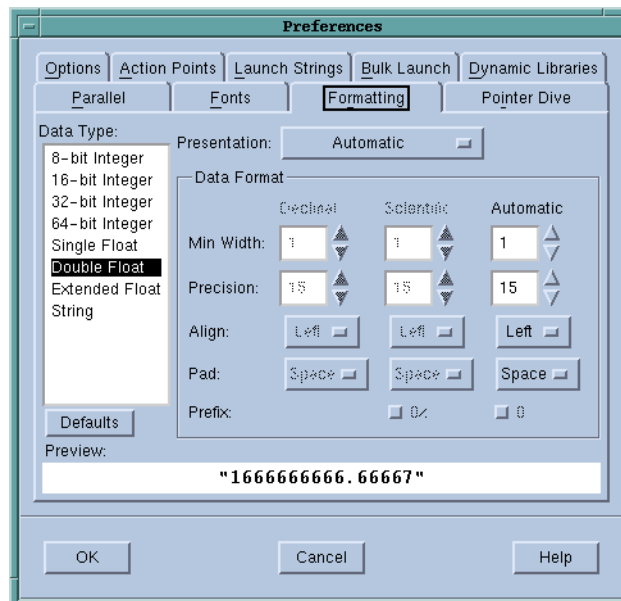 Preferences
Options Action Points Launch Strings Bulk Launch Dynamic Libraries
Parallel Fonts Formatting Pointer Dive
Data Type:
Presentation: Automatic
8-bit Integer
16-bit Integer
32-bit Integer
64-bit Integer
Single Float
Double Float
Extended Float
String
Data Format
Decimal Scientific Automatic
Min Width: 1 1 1
Precision: 15 15 15
Align: Left Left Left
Pad: Space Space Space
Prefix: 0x 0
Defaults
Preview:
"1666666666.66667"
OK Cancel Help